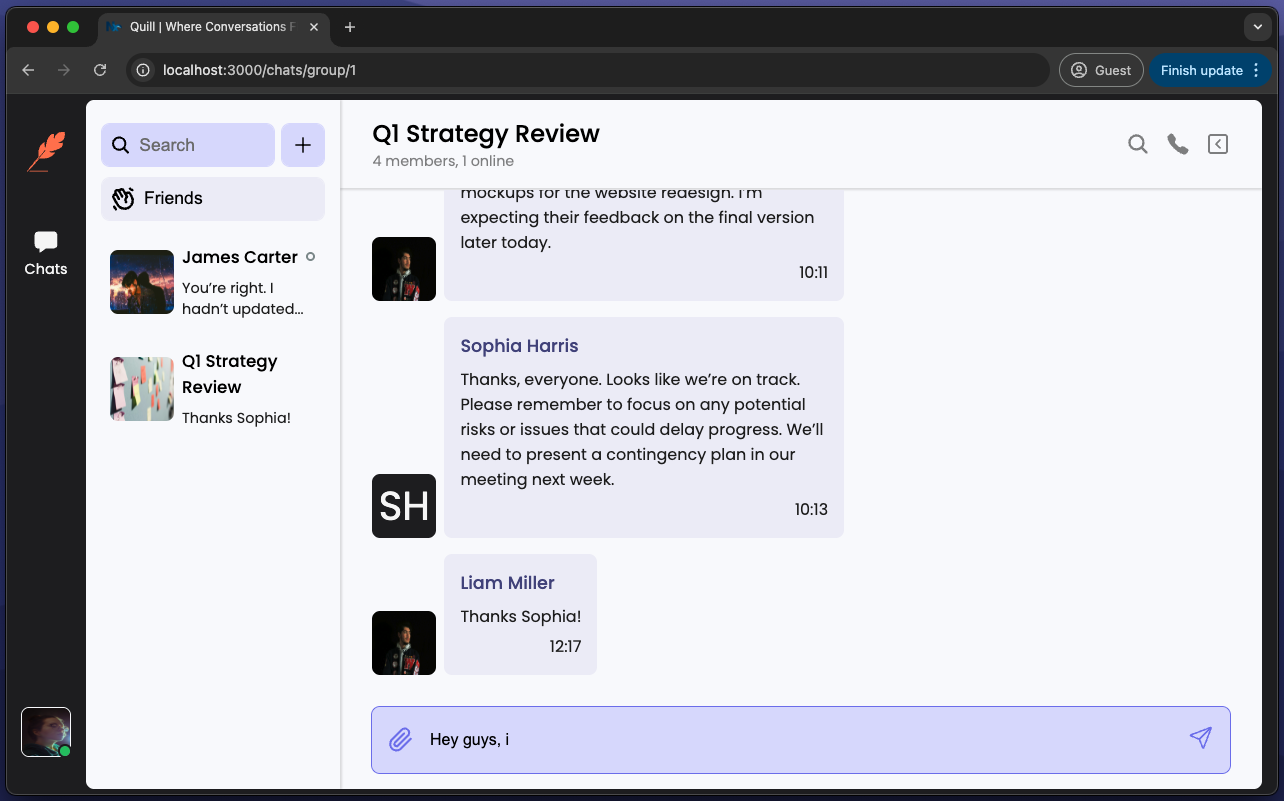 Quill | Where Conversations F
localhost:3000/chats/group/1
Guest
Finish update
Chats
Search
Friends
James Carter
You’re right. I
hadn’t updated…
Q1 Strategy
Review
Thanks Sophia!
Q1 Strategy Review
4 members, 1 online
mockups for the website redesign. I’m
expecting their feedback on the final version
later today.
10:11
Sophia Harris
Thanks, everyone. Looks like we’re on track.
Please remember to focus on any potential
risks or issues that could delay progress. We’ll
need to present a contingency plan in our
meeting next week.
10:13
SH
Liam Miller
Thanks Sophia!
12:17
Hey guys, i